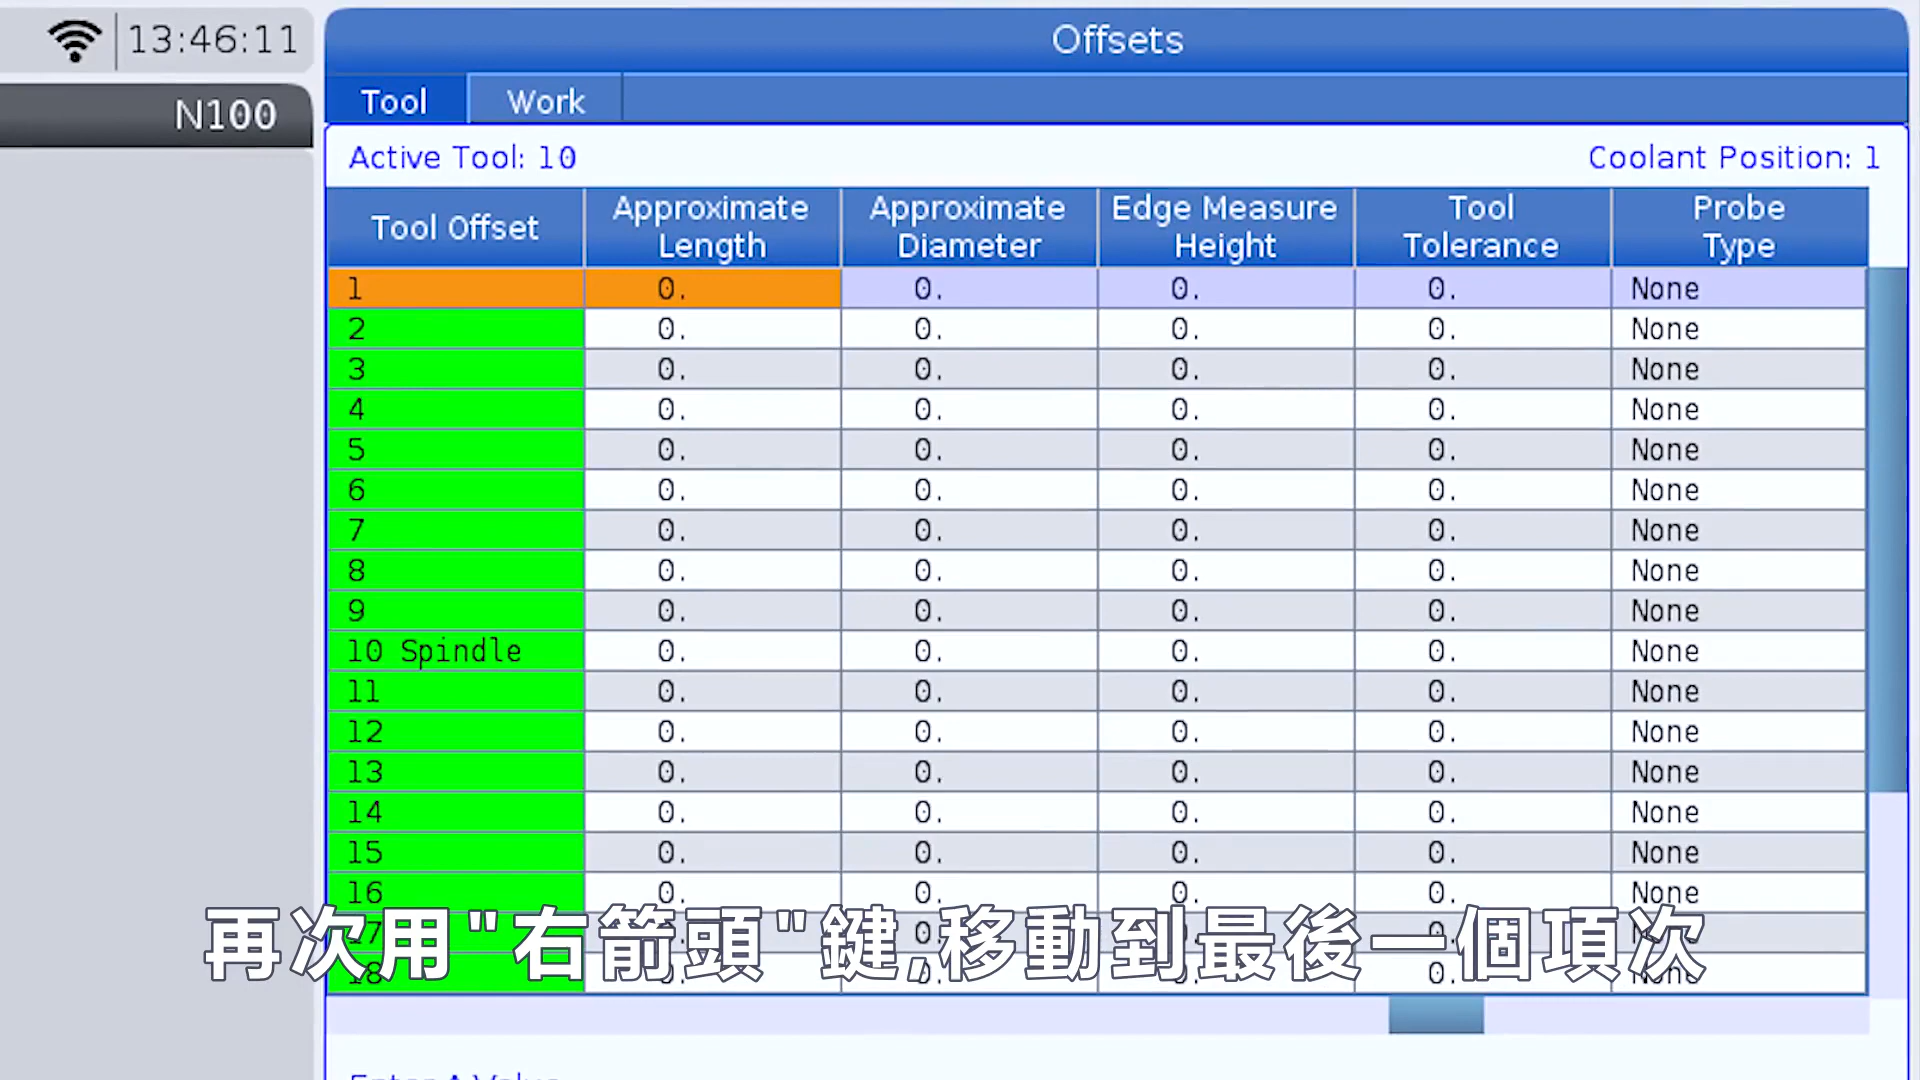 13:46:11
N100
Offsets
Tool Work
Active Tool: 10 Coolant Position: 1
Tool Offset Approximate Length Approximate Diameter Edge Measure Height Tool Tolerance Probe Type
1 0. 0. 0. 0. None
2 0. 0. 0. 0. None
3 0. 0. 0. 0. None
4 0. 0. 0. 0. None
5 0. 0. 0. 0. None
6 0. 0. 0. 0. None
7 0. 0. 0. 0. None
8 0. 0. 0. 0. None
9 0. 0. 0. 0. None
10 Spindle 0. 0. 0. 0. None
11 0. 0. 0. 0. None
12 0. 0. 0. 0. None
13 0. 0. 0. 0. None
14 0. 0. 0. 0. None
15 0. 0. 0. 0. None
16 0. 0. 0. 0. None
17
18 0. 0. 0. 0. None
再次用"右箭頭"鍵,移動到最後一個項次